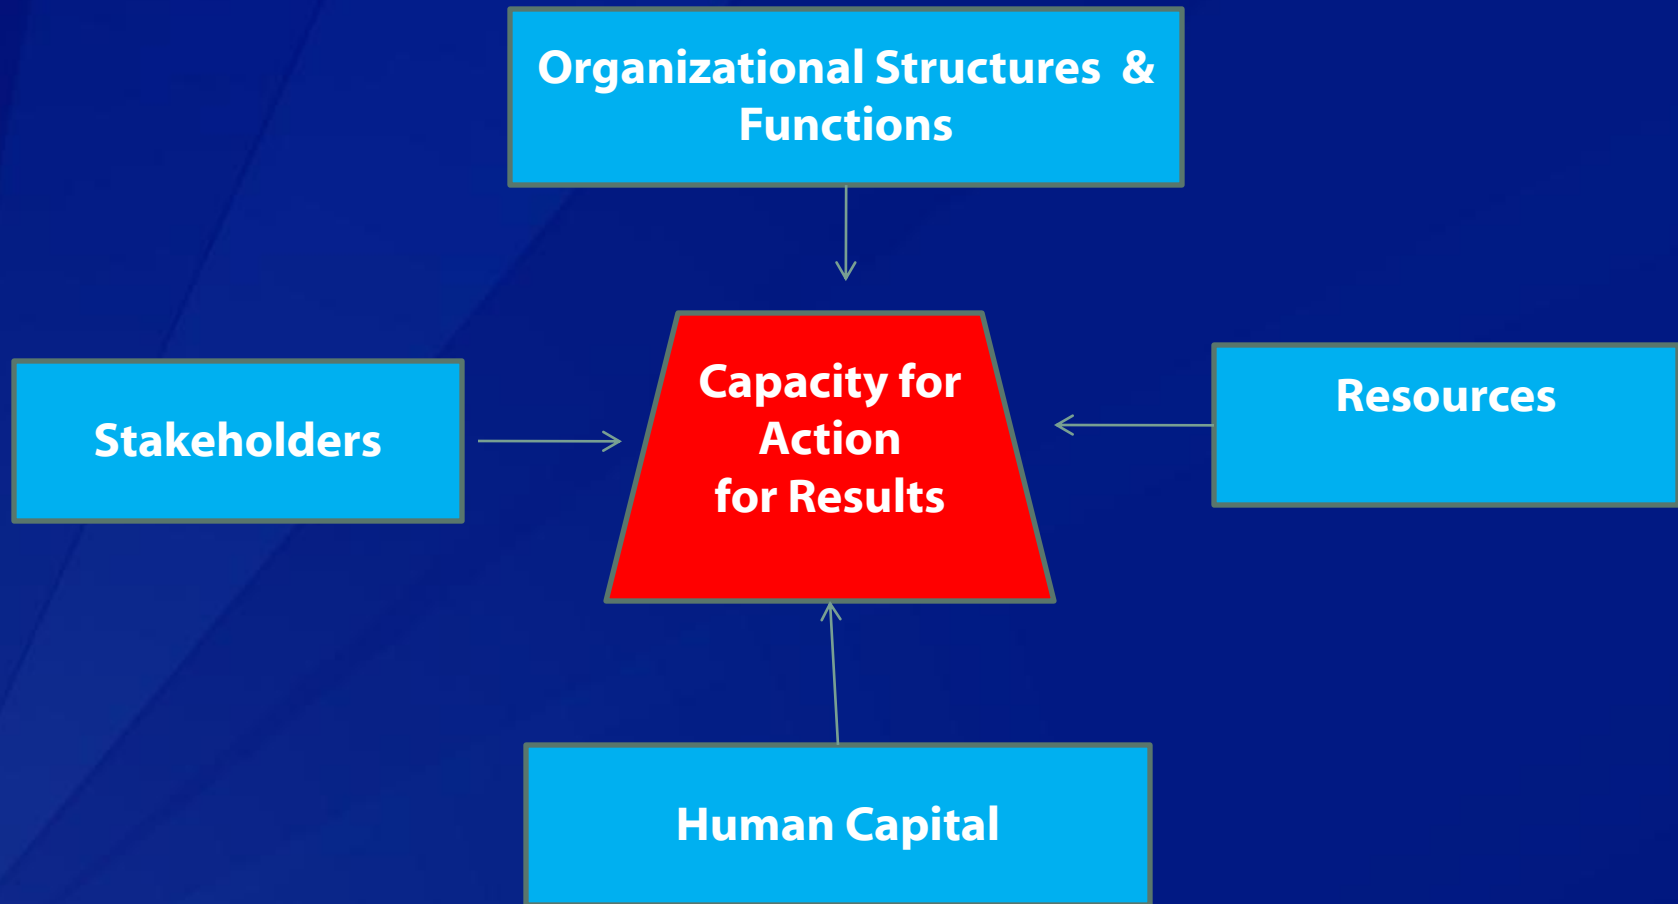 Organizational Structures &
Functions
Stakeholders
Capacity for
Action
for Results
Resources
Human Capital